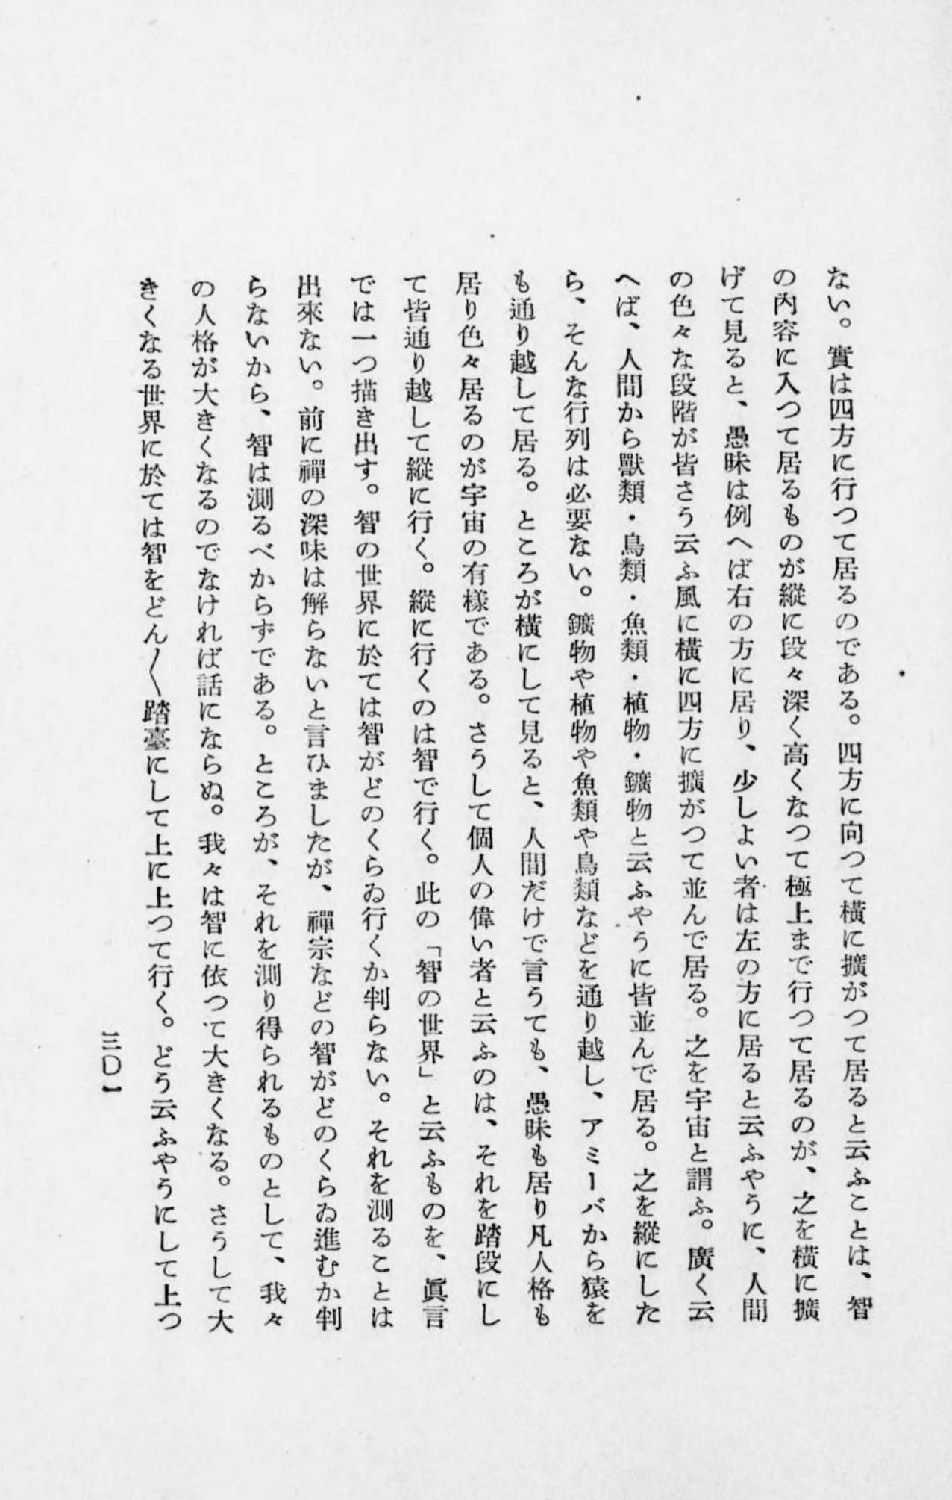 ない。實は四方に行つて居るのである。四方に向つて橫に擴がつて居ると云ふことは、智
の內容に入つて居るものが縱に段々深く高くなつて極上まで行つて居るのが、之を橫に擴
げて見ると、愚昧は例へば右の方に居り、少しよい者は左の方に居ると云ふやうに、人間
の色々な段階が皆さう云ふ風に橫に四方に擴がつて並んで居る。之を宇宙と謂ふ。廣く云
へば、人間から獸類・鳥類・魚類・植物・鑛物と云ふやうに皆並んで居る。之を縱にした
ら、そんな行列は必要ない。鑛物や植物や魚類や鳥類などを通り越し、アミーバから猿を
も通り越して居る。ところが橫にして見ると、人間だけで言うても、愚昧も居り凡人格も
居り色々居るのが宇宙の有樣である。さうして個人の偉い者と云ふのは、それを踏段にし
て皆通り越して縱に行く。縱に行くのは智で行く。此の「智の世界」と云ふものを、眞言
では一つ描き出す。智の世界に於ては智がどのくらゐ行くか判らない。それを測ることは
出來ない。前に禪の深味は解らないと言ひましたが、禪宗などの智がどのくらゐ進むか判
らないから、智は測るべからずである。ところが、それを測り得られるものとして、我々
の人格が大きくなるのでなければ話にならぬ。我々は智に依つて大きくなる。さうして大
きくなる世界に於ては智をどん〱踏臺にして上に上つて行く。どう云ふやうにして上つ
三〇一